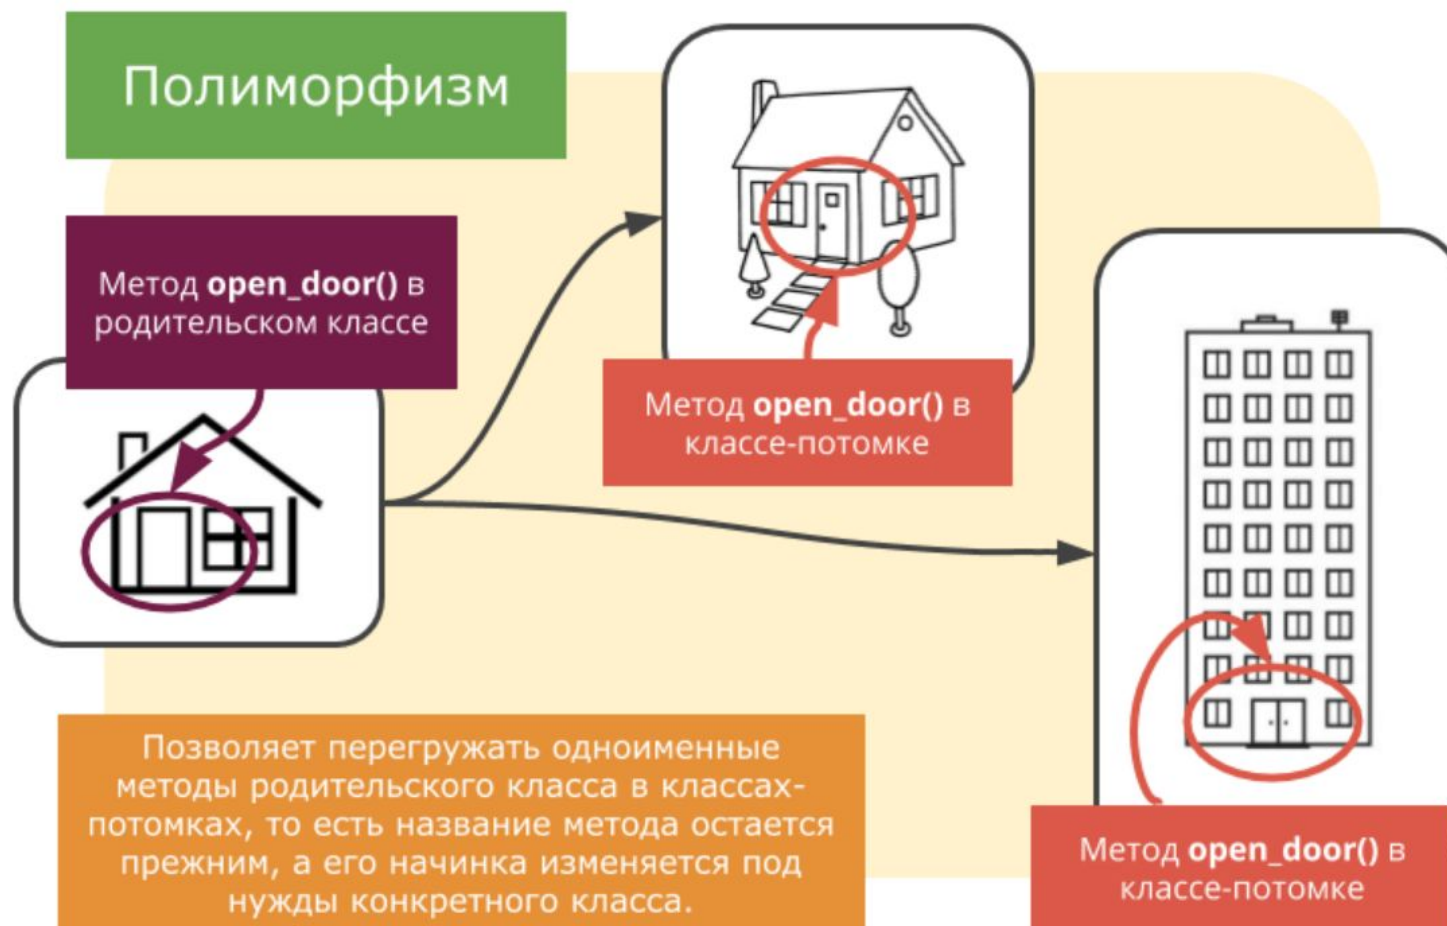 Полиморфизм
Метод open_door() в
родительском классе
Метод open_door() в
классе-потомке
Позволяет перегружать одноименные
методы родительского класса в классах-
потомках, то есть название метода остается
прежним, а его начинка изменяется под
нужды конкретного класса.
Метод open_door() в
классе-потомке